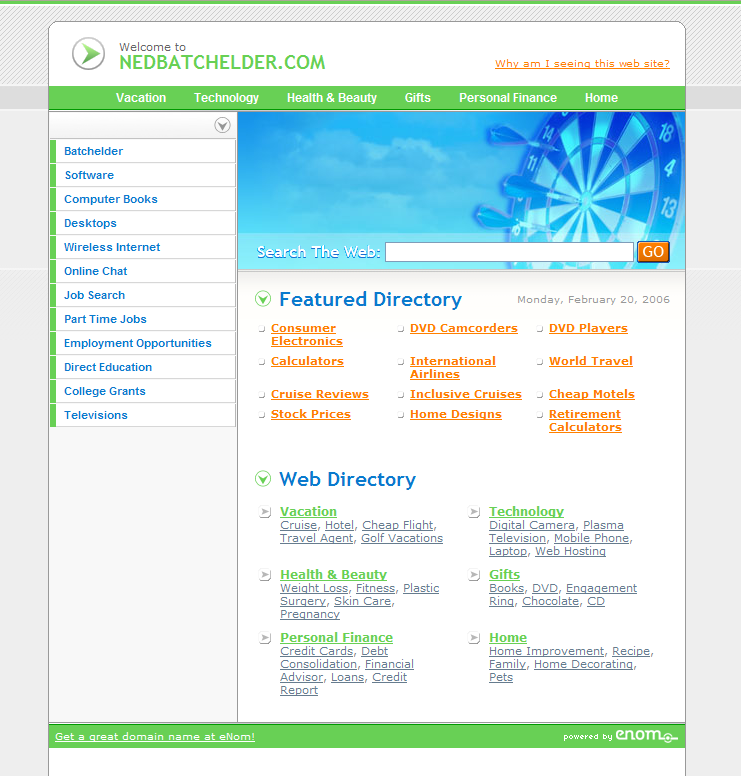 Welcome to
NEDBATCHELDER.COM
Why am I seeing this web site?
Vacation Technology Health & Beauty Gifts Personal Finance Home
Batchelder
Software
Computer Books
Desktops
Wireless Internet
Online Chat
Job Search
Part Time Jobs
Employment Opportunities
Direct Education
College Grants
Televisions
18
4
13
14
11
Search The Web: GO
Featured Directory Monday, February 20, 2006
Consumer
Electronics
DVD Camcorders
DVD Players
Calculators
International
Airlines
World Travel
Cruise Reviews
Inclusive Cruises
Cheap Motels
Stock Prices
Home Designs
Retirement
Calculators
Web Directory
Vacation
Cruise, Hotel, Cheap Flight,
Travel Agent, Golf Vacations
Technology
Digital Camera, Plasma
Television, Mobile Phone,
Laptop, Web Hosting
Health & Beauty
Weight Loss, Fitness, Plastic
Surgery, Skin Care,
Pregnancy
Gifts
Books, DVD, Engagement
Ring, Chocolate, CD
Personal Finance
Credit Cards, Debt
Consolidation, Financial
Advisor, Loans, Credit
Report
Home
Home Improvement, Recipe,
Family, Home Decorating,
Pets
Get a great domain name at eNom!
powered by enom